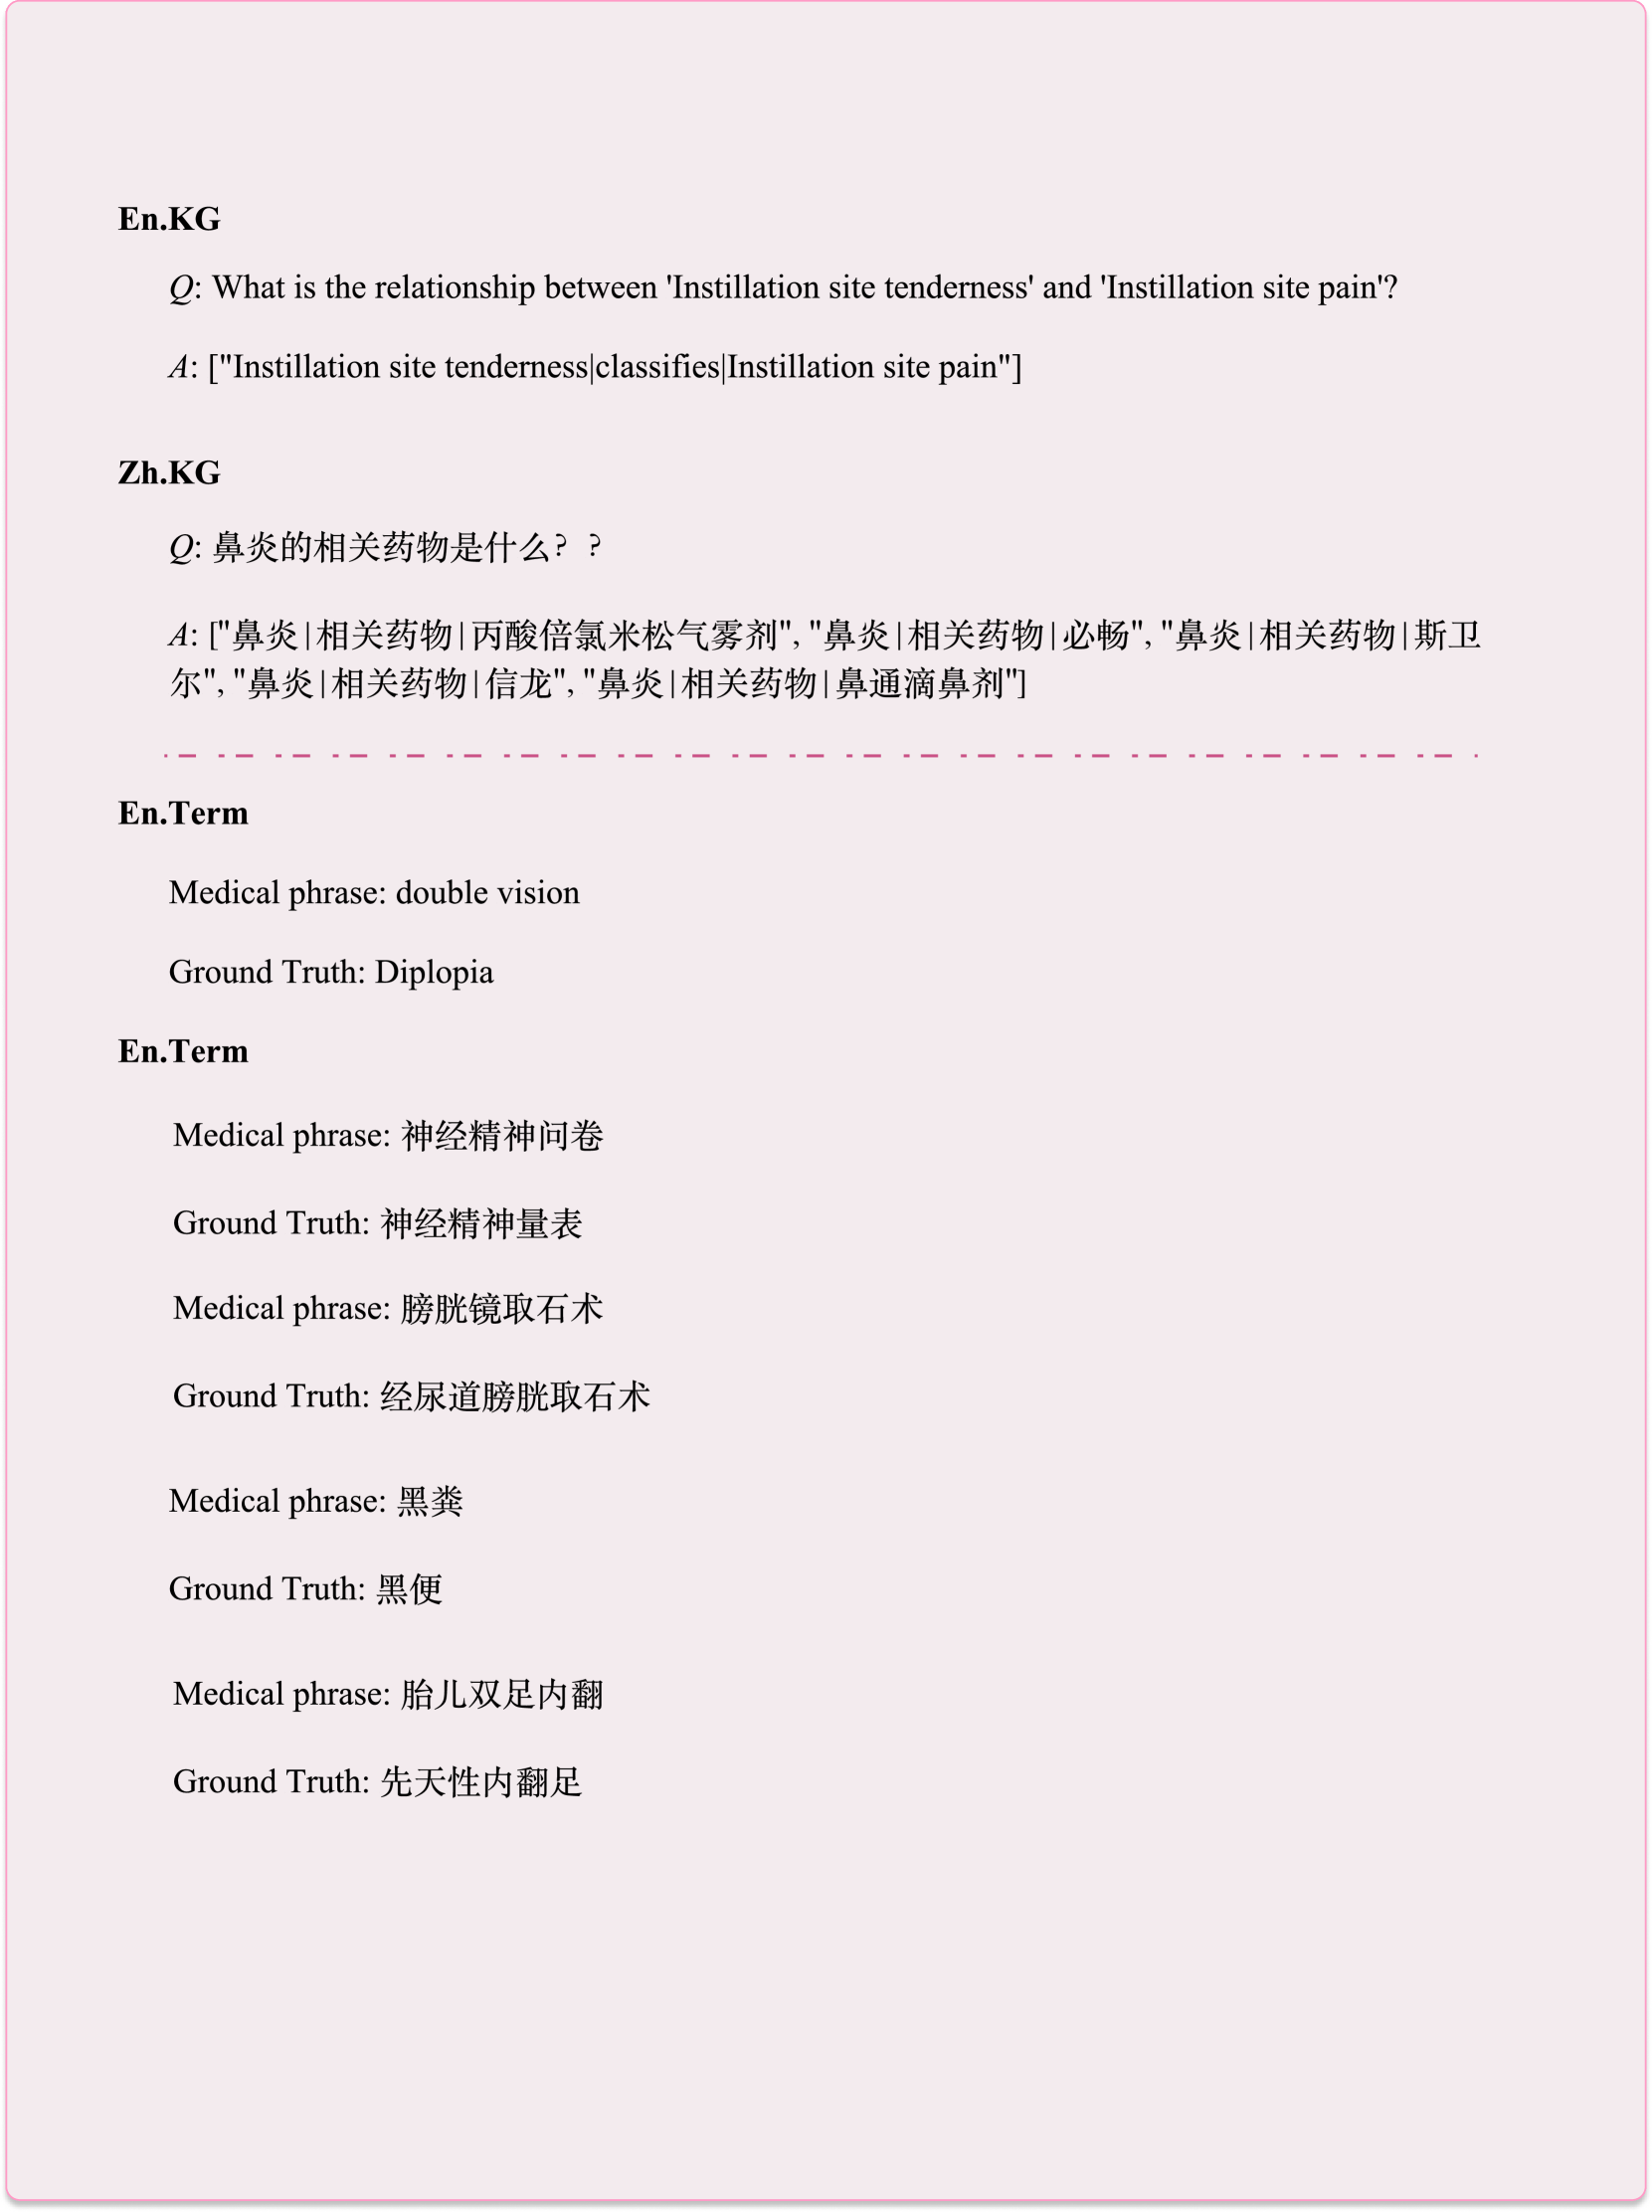 En.KG
Q: What is the relationship between 'Instillation site tenderness' and 'Instillation site pain'?
A: ["Instillation site tenderness|classifies|Instillation site pain"]
Zh.KG
Q: 鼻炎的相关药物是什么？？
A: ["鼻炎|相关药物|丙酸倍氯米松气雾剂", "鼻炎|相关药物|必畅", "鼻炎|相关药物|斯卫
尔", "鼻炎|相关药物|信龙", "鼻炎|相关药物|鼻通滴鼻剂"]
En.Term
Medical phrase: double vision
Ground Truth: Diplopia
En.Term
Medical phrase: 神经精神问卷
Ground Truth: 神经精神量表
Medical phrase: 膀胱镜取石术
Ground Truth: 经尿道膀胱取石术
Medical phrase: 黑粪
Ground Truth: 黑便
Medical phrase: 胎儿双足内翻
Ground Truth: 先天性内翻足